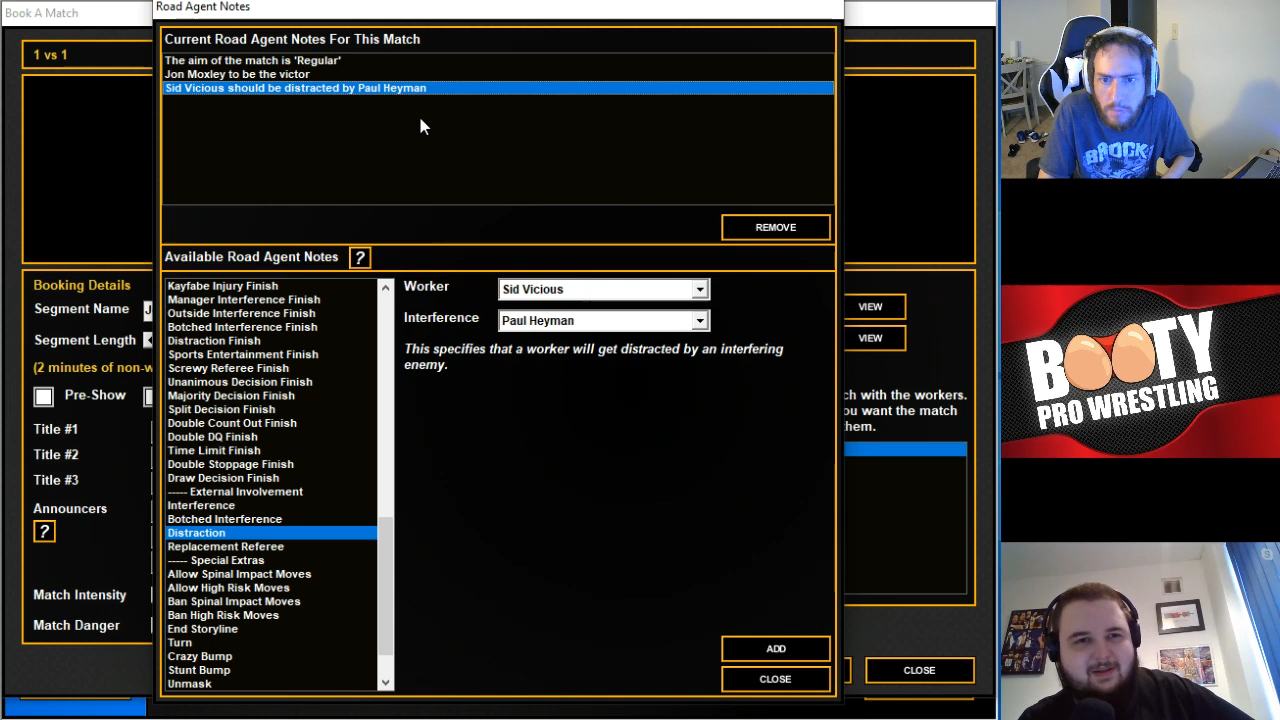 Book A Match
Road Agent Notes
1 vs 1
Current Road Agent Notes For This Match
The aim of the match is 'Regular'
Jon Moxley to be the victor
Sid Vicious should be distracted by Paul Heyman
REMOVE
Available Road Agent Notes ?
Kayfabe Injury Finish
Manager Interference Finish
Outside Interference Finish
Botched Interference Finish
Distraction Finish
Sports Entertainment Finish
Screwy Referee Finish
Unanimous Decision Finish
Majority Decision Finish
Split Decision Finish
Double Count Out Finish
Double DQ Finish
Time Limit Finish
Double Stoppage Finish
Draw Decision Finish
----- External Involvement
Interference
Botched Interference
Distraction
Replacement Referee
----- Special Extras
Allow Spinal Impact Moves
Allow High Risk Moves
Ban Spinal Impact Moves
Ban High Risk Moves
End Storyline
Turn
Crazy Bump
Stunt Bump
Unmask
Worker
Sid Vicious
Interference
Paul Heyman
This specifies that a worker will get distracted by an interfering
enemy.
ADD
CLOSE
Booking Details
Segment Name J
Segment Length
(2 minutes of non-w
Pre-Show
Title #1
Title #2
Title #3
Announcers
?
Match Intensity
Match Danger
VIEW
VIEW
ch with the workers.
ou want the match
them.
CLOSE
BROCK
BOOTY
PRO WRESTLING